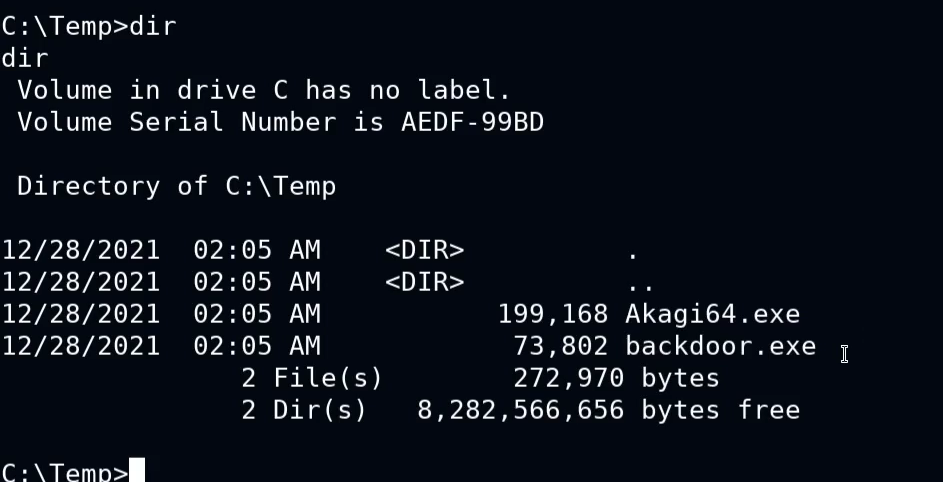 C:\Temp>dir
dir
 Volume in drive C has no label.
 Volume Serial Number is AEDF-99BD

 Directory of C:\Temp

12/28/2021  02:05 AM    <DIR>          .
12/28/2021  02:05 AM    <DIR>          ..
12/28/2021  02:05 AM           199,168 Akagi64.exe
12/28/2021  02:05 AM            73,802 backdoor.exe
               2 File(s)        272,970 bytes
               2 Dir(s)   8,282,566,656 bytes free

C:\Temp>